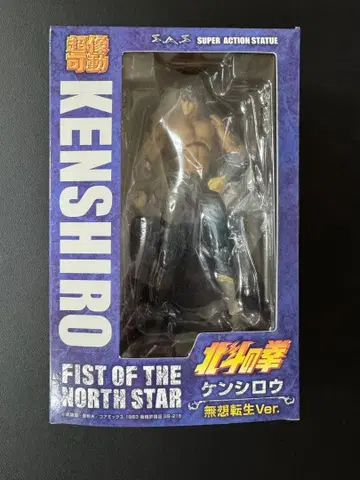 超像可動
S.A.S SUPER ACTION STATUE
KENSHIRO
FIST OF THE
NORTH STAR
北斗の拳
ケンシロウ
無想転生Ver.